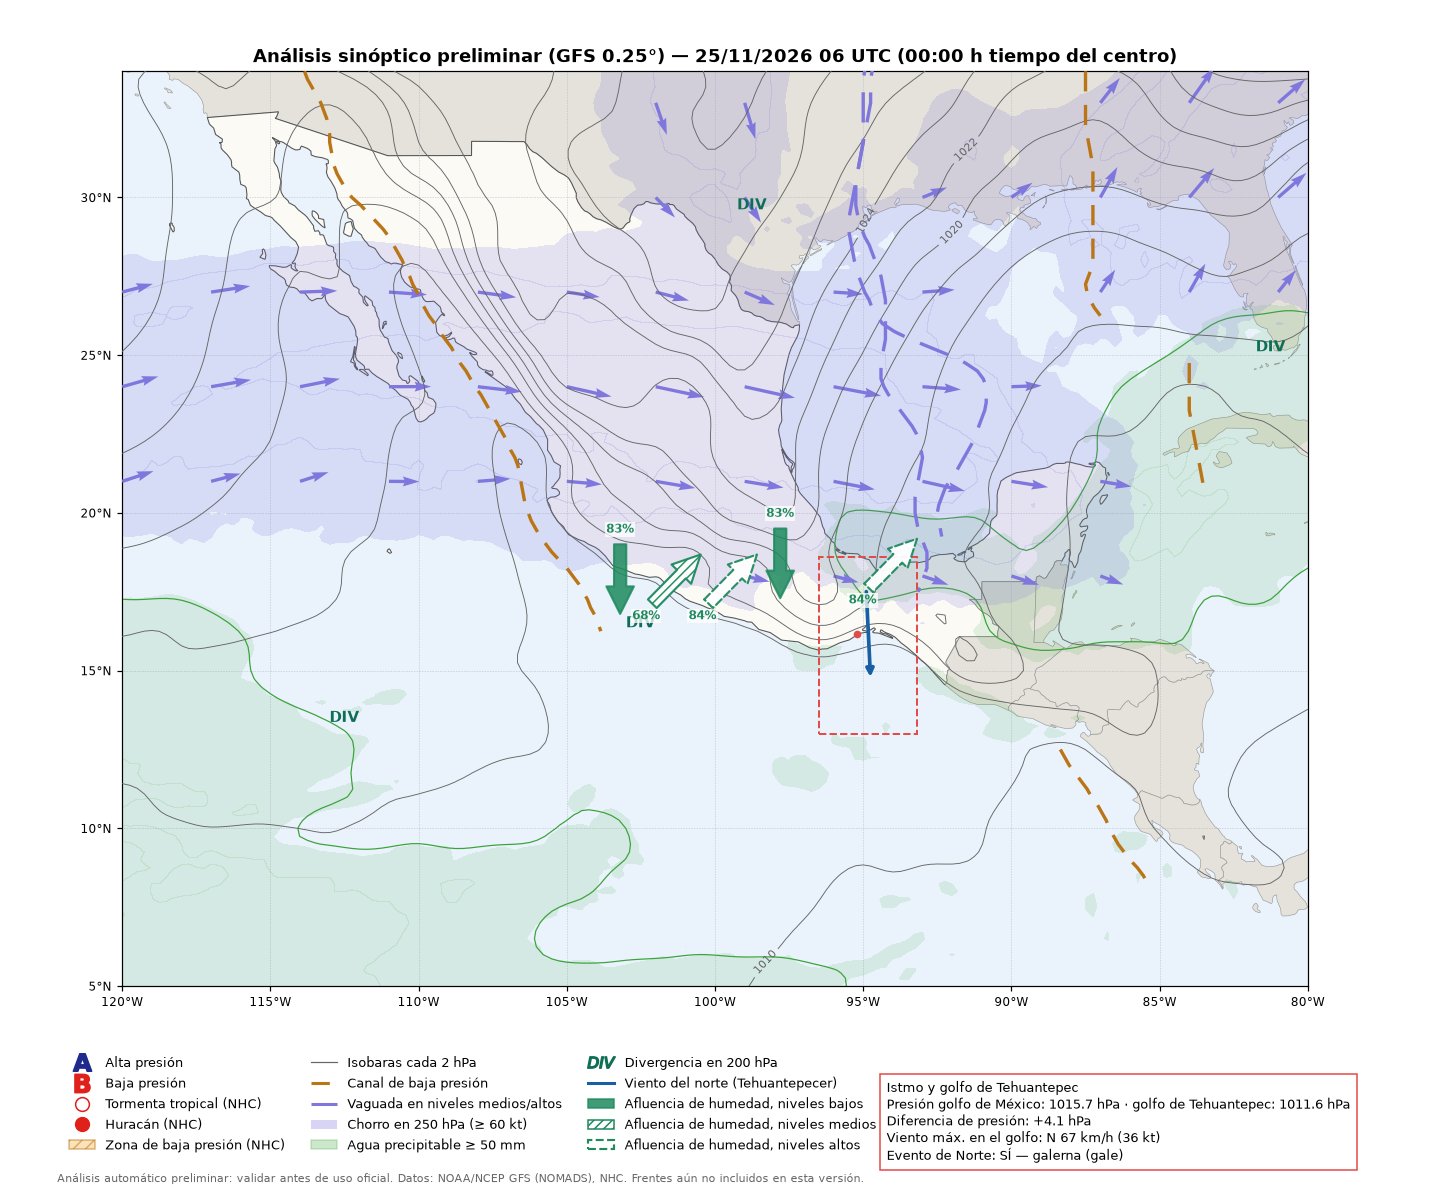 Análisis sinóptico preliminar (GFS 0.25°) — 25/11/2026 06 UTC (00:00 h tiempo del centro)
1022
30°N
DIV
1024
1020
25°N
DIV
20°N
83%
83%
68%
84%
84%
DIV
15°N
DIV
10°N
1010
5°N
120°W
115°W
110°W
105°W
100°W
95°W
90°W
85°W
80°W
A Alta presión
B Baja presión
Tormenta tropical (NHC)
Huracán (NHC)
Zona de baja presión (NHC)
Isobaras cada 2 hPa
Canal de baja presión
Vaguada en niveles medios/altos
Chorro en 250 hPa (≥ 60 kt)
Agua precipitable ≥ 50 mm
DIV Divergencia en 200 hPa
Viento del norte (Tehuantepecer)
Afluencia de humedad, niveles bajos
Afluencia de humedad, niveles medios
Afluencia de humedad, niveles altos
Istmo y golfo de Tehuantepec
Presión golfo de México: 1015.7 hPa · golfo de Tehuantepec: 1011.6 hPa
Diferencia de presión: +4.1 hPa
Viento máx. en el golfo: N 67 km/h (36 kt)
Evento de Norte: SÍ — galerna (gale)
Análisis automático preliminar: validar antes de uso oficial. Datos: NOAA/NCEP GFS (NOMADS), NHC. Frentes aún no incluidos en esta versión.